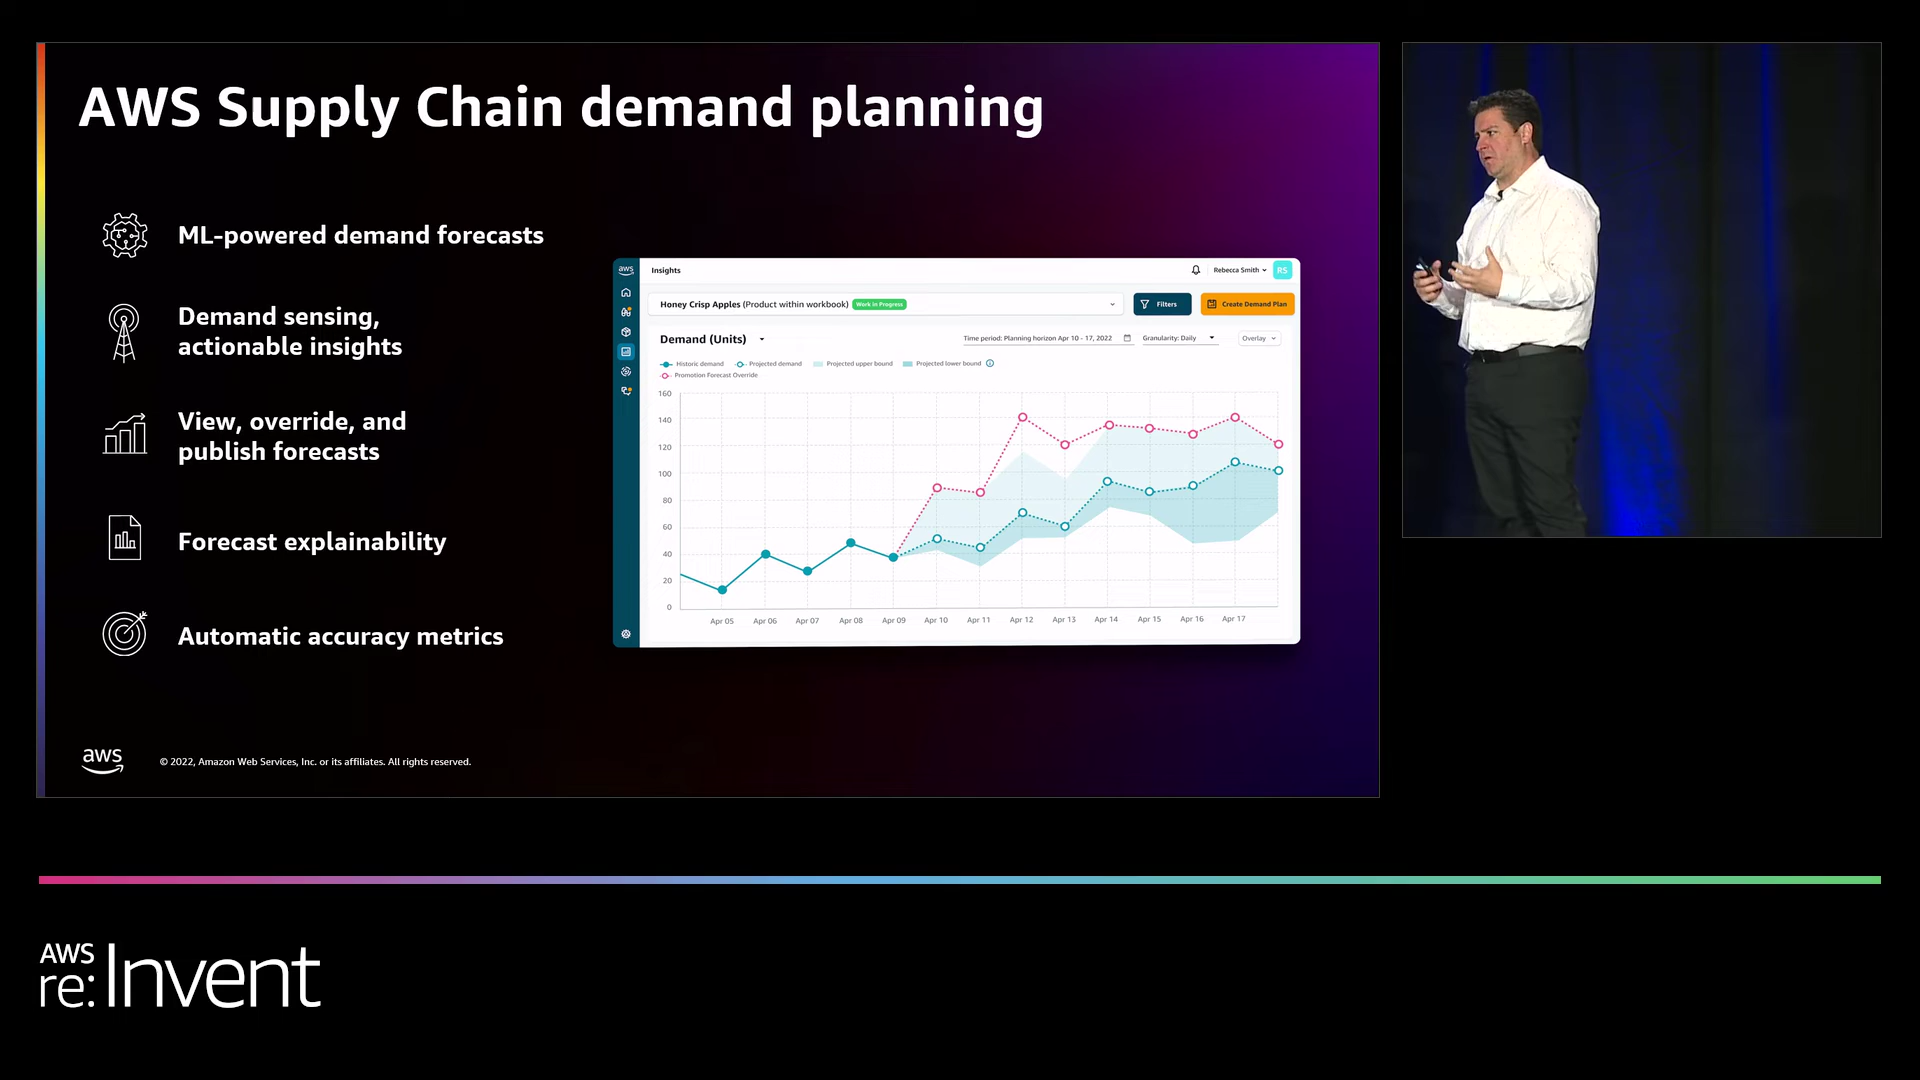 AWS Supply Chain demand planning
ML-powered demand forecasts
Demand sensing,
actionable insights
View, override, and
publish forecasts
Forecast explainability
Automatic accuracy metrics
aws
Insights
Rebecca Smith
RS
Honey Crisp Apples (Product within workbook) Work in Progress
Filters
Create Demand Plan
Demand (Units)
Time period: Planning horizon Apr 10 - 17, 2022
Granularity: Daily
Overlay
Historic demand Projected demand Projected upper bound Projected lower bound
Promotion Forecast Override
160
140
120
100
80
60
40
20
0
Apr 05 Apr 06 Apr 07 Apr 08 Apr 09 Apr 10 Apr 11 Apr 12 Apr 13 Apr 14 Apr 15 Apr 16 Apr 17
aws
© 2022, Amazon Web Services, Inc. or its affiliates. All rights reserved.
AWS
re:Invent